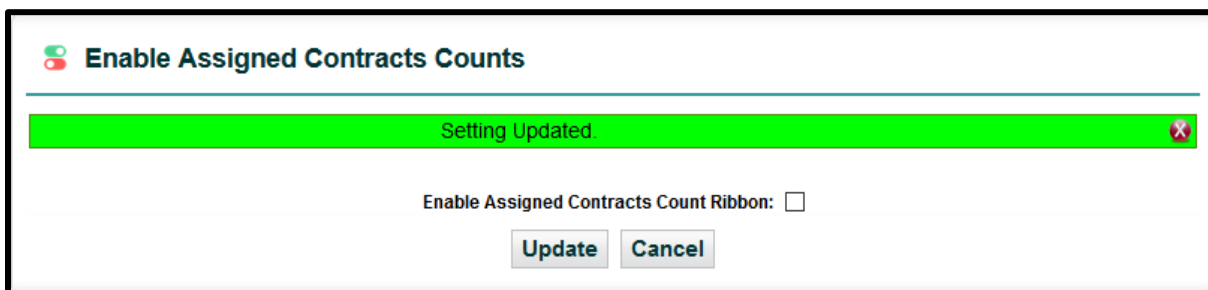 Enable Assigned Contracts Counts
Setting Updated.
Enable Assigned Contracts Count Ribbon:
Update Cancel